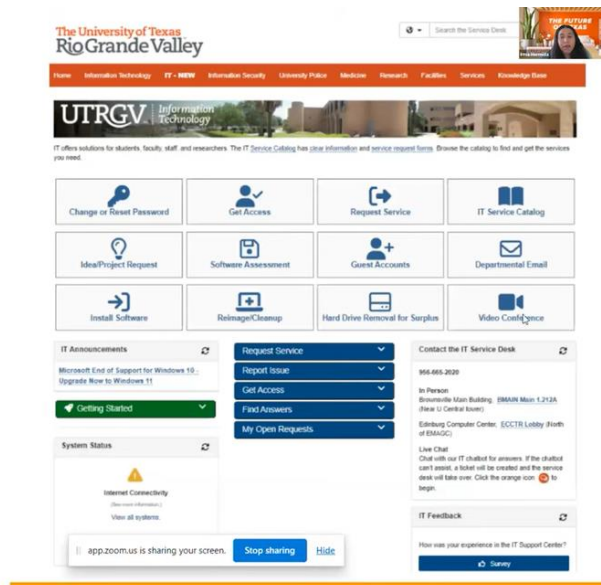 The University of Texas
Rio Grande Valley
Search the Service Desk
THE FUTURE
OF TEXAS
Home Information Technology IT - NEW Information Security University Police Medicine Research Facilities Services Knowledge Base
UTRGV Information
Technology
IT offers solutions for students, faculty, staff and researchers. The IT Service Catalog has clear information and service request forms. Browse the catalog to find and get the services
you need.
Change or Reset Password
Get Access
Request Service
IT Service Catalog
Idea/Project Request
Software Assessment
Guest Accounts
Departmental Email
Install Software
Reimage/Cleanup
Hard Drive Removal for Surplus
Video Conference
IT Announcements
Microsoft End of Support for Windows 10 -
Upgrade Now to Windows 11
Getting Started
System Status
Internet Connectivity
(See more information.)
View all systems.
Request Service
Report Issue
Get Access
Find Answers
My Open Requests
Contact the IT Service Desk
956-665-2020
In Person
Brownsville Main Building, BMAIN Main 1.212A
(Near U Central tower)
Edinburg Computer Center, ECCTR Lobby (North
of EMAGC)
Live Chat
Chat with our IT chatbot for answers. If the chatbot
can't assist, a ticket will be created and the service
desk will take over. Click the orange icon to
begin.
IT Feedback
How was your experience in the IT Support Center?
Survey
app.zoom.us is sharing your screen. Stop sharing Hide